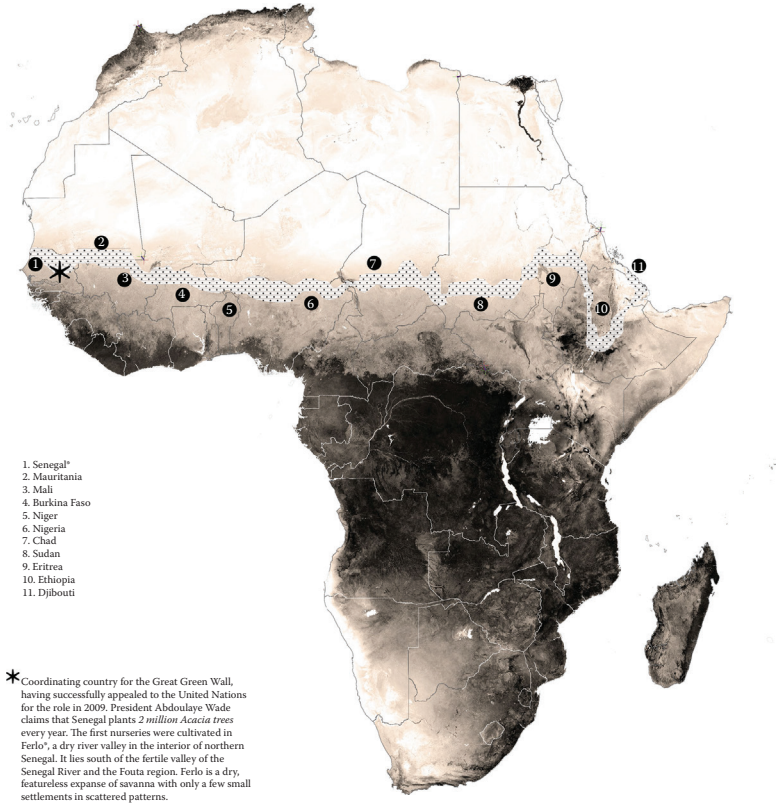 2
1
3
4
5
6
7
8
9
10
11
1. Senegal*
2. Mauritania
3. Mali
4. Burkina Faso
5. Niger
6. Nigeria
7. Chad
8. Sudan
9. Eritrea
10. Ethiopia
11. Djibouti
*Coordinating country for the Great Green Wall,
having successfully appealed to the United Nations
for the role in 2009. President Abdoulaye Wade
claims that Senegal plants 2 million Acacia trees
every year. The first nurseries were cultivated in
Ferlo*, a dry river valley in the interior of northern
Senegal. It lies south of the fertile valley of the
Senegal River and the Fouta region. Ferlo is a dry,
featureless expanse of savanna with only a few small
settlements in scattered patterns.